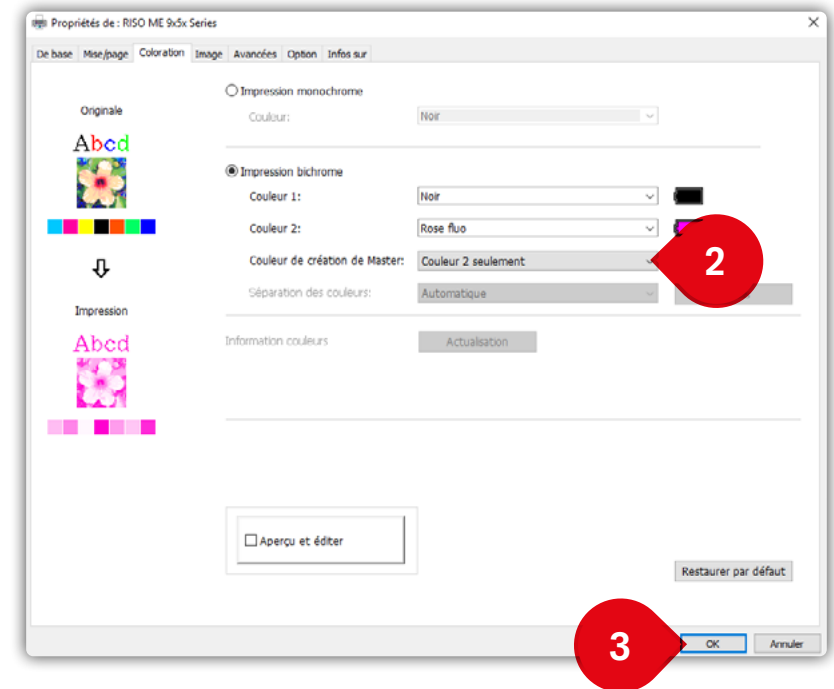 Propriétés de : RISO ME 9x5x Series
De base Mise/page Coloration Image Avancées Option Infos sur
Impression monochrome
Originale
Couleur: Noir
Abcd
Impression bichrome
Couleur 1: Noir
Couleur 2: Rose fluo
Couleur de création de Master: Couleur 2 seulement
2
Séparation des couleurs: Automatique
Impression
Abcd
Information couleurs Actualisation
Aperçu et éditer
Restaurer par défaut
3
OK Annuler